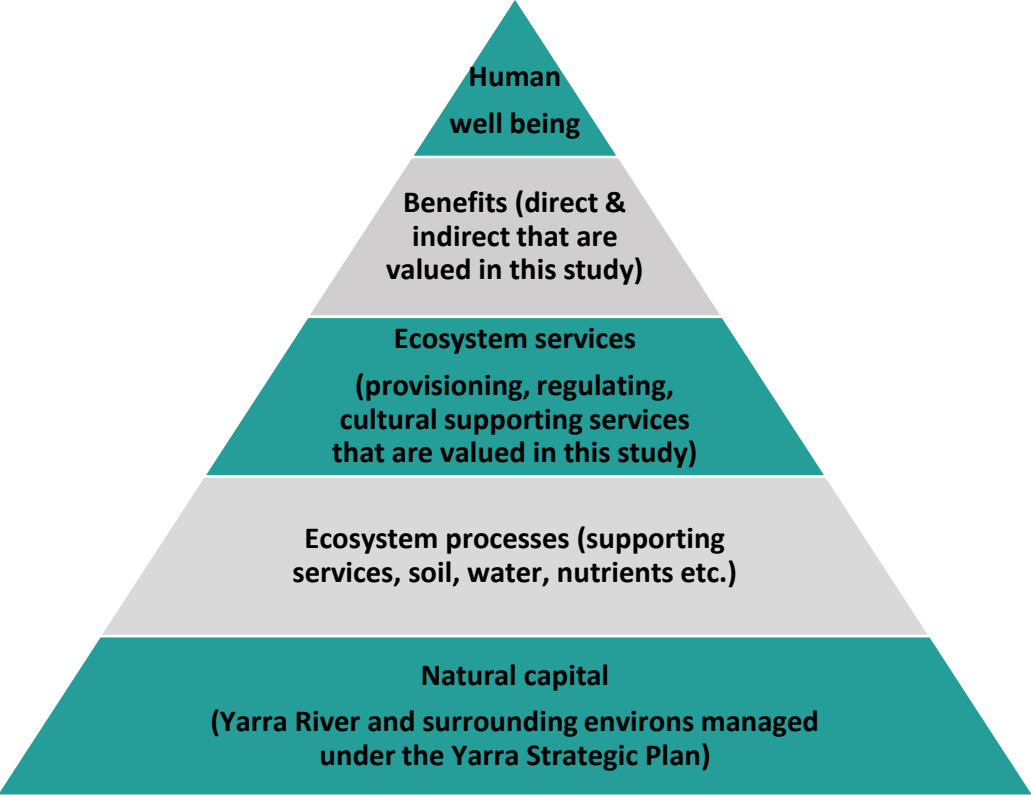 Human
well being
Benefits (direct &
indirect that are
valued in this study)
Ecosystem services
(provisioning, regulating,
cultural supporting services
that are valued in this study)
Ecosystem processes (supporting
services, soil, water, nutrients etc.)
Natural capital
(Yarra River and surrounding environs managed
under the Yarra Strategic Plan)